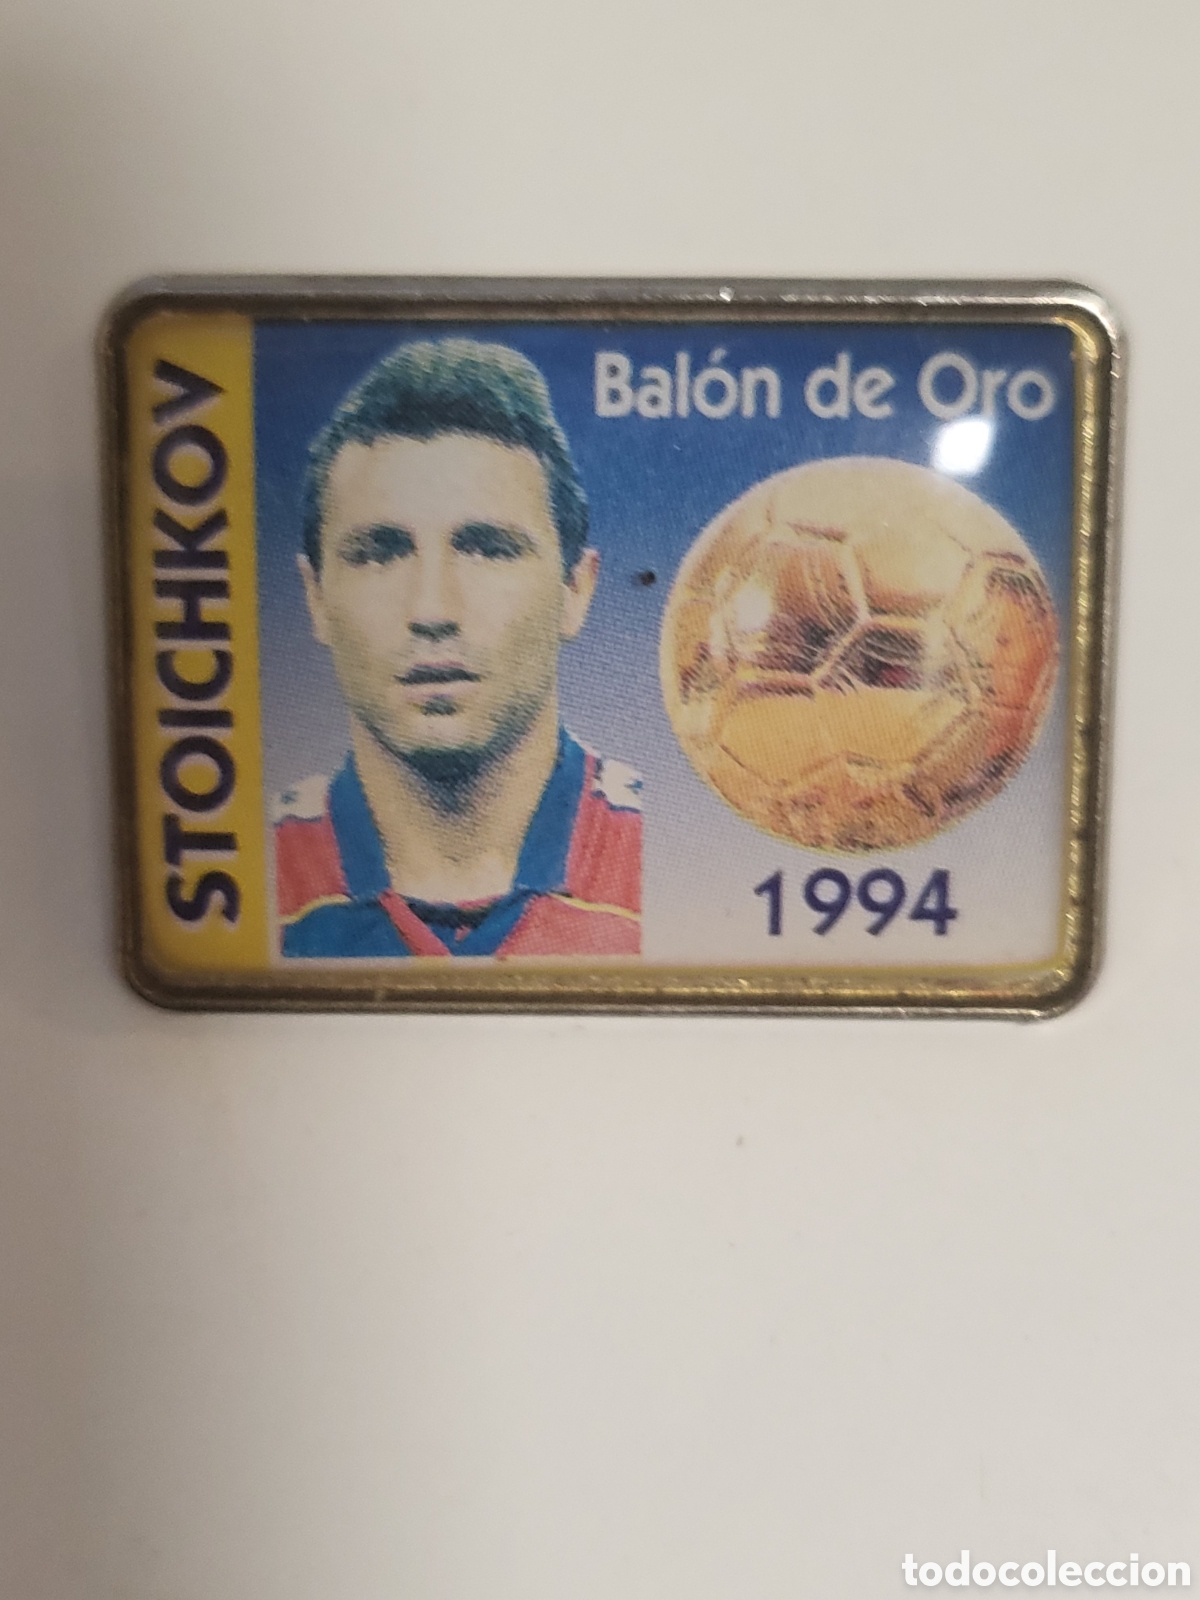 STOICHKOV
Balón de Oro
1994
todocoleccion